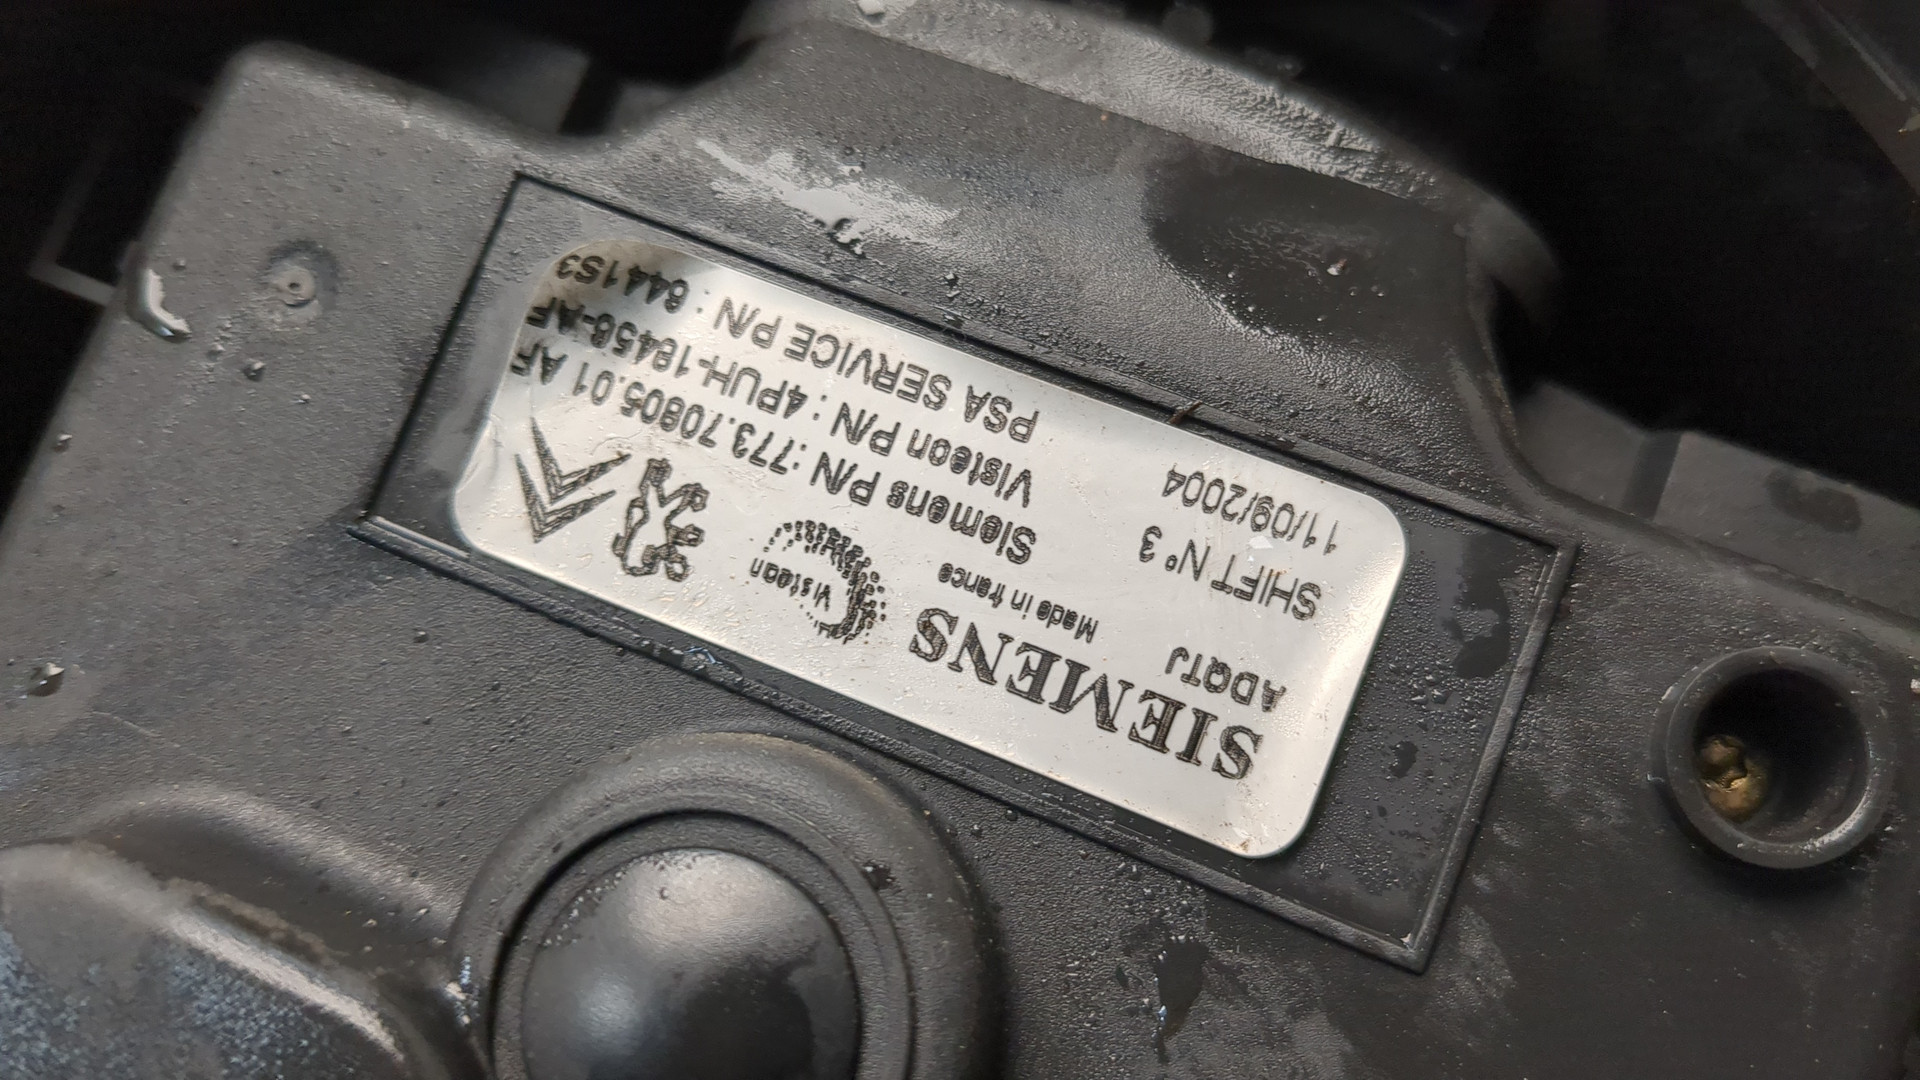 SIEMENS
Visteon
ADQTJ
Made in france
SHIFT N° 3
11/09/2004
Siemens P/N :773.70805.01 AF
Visteon P/N : 4PUH-19458-AF
PSA SERVICE P/N : 6441S3